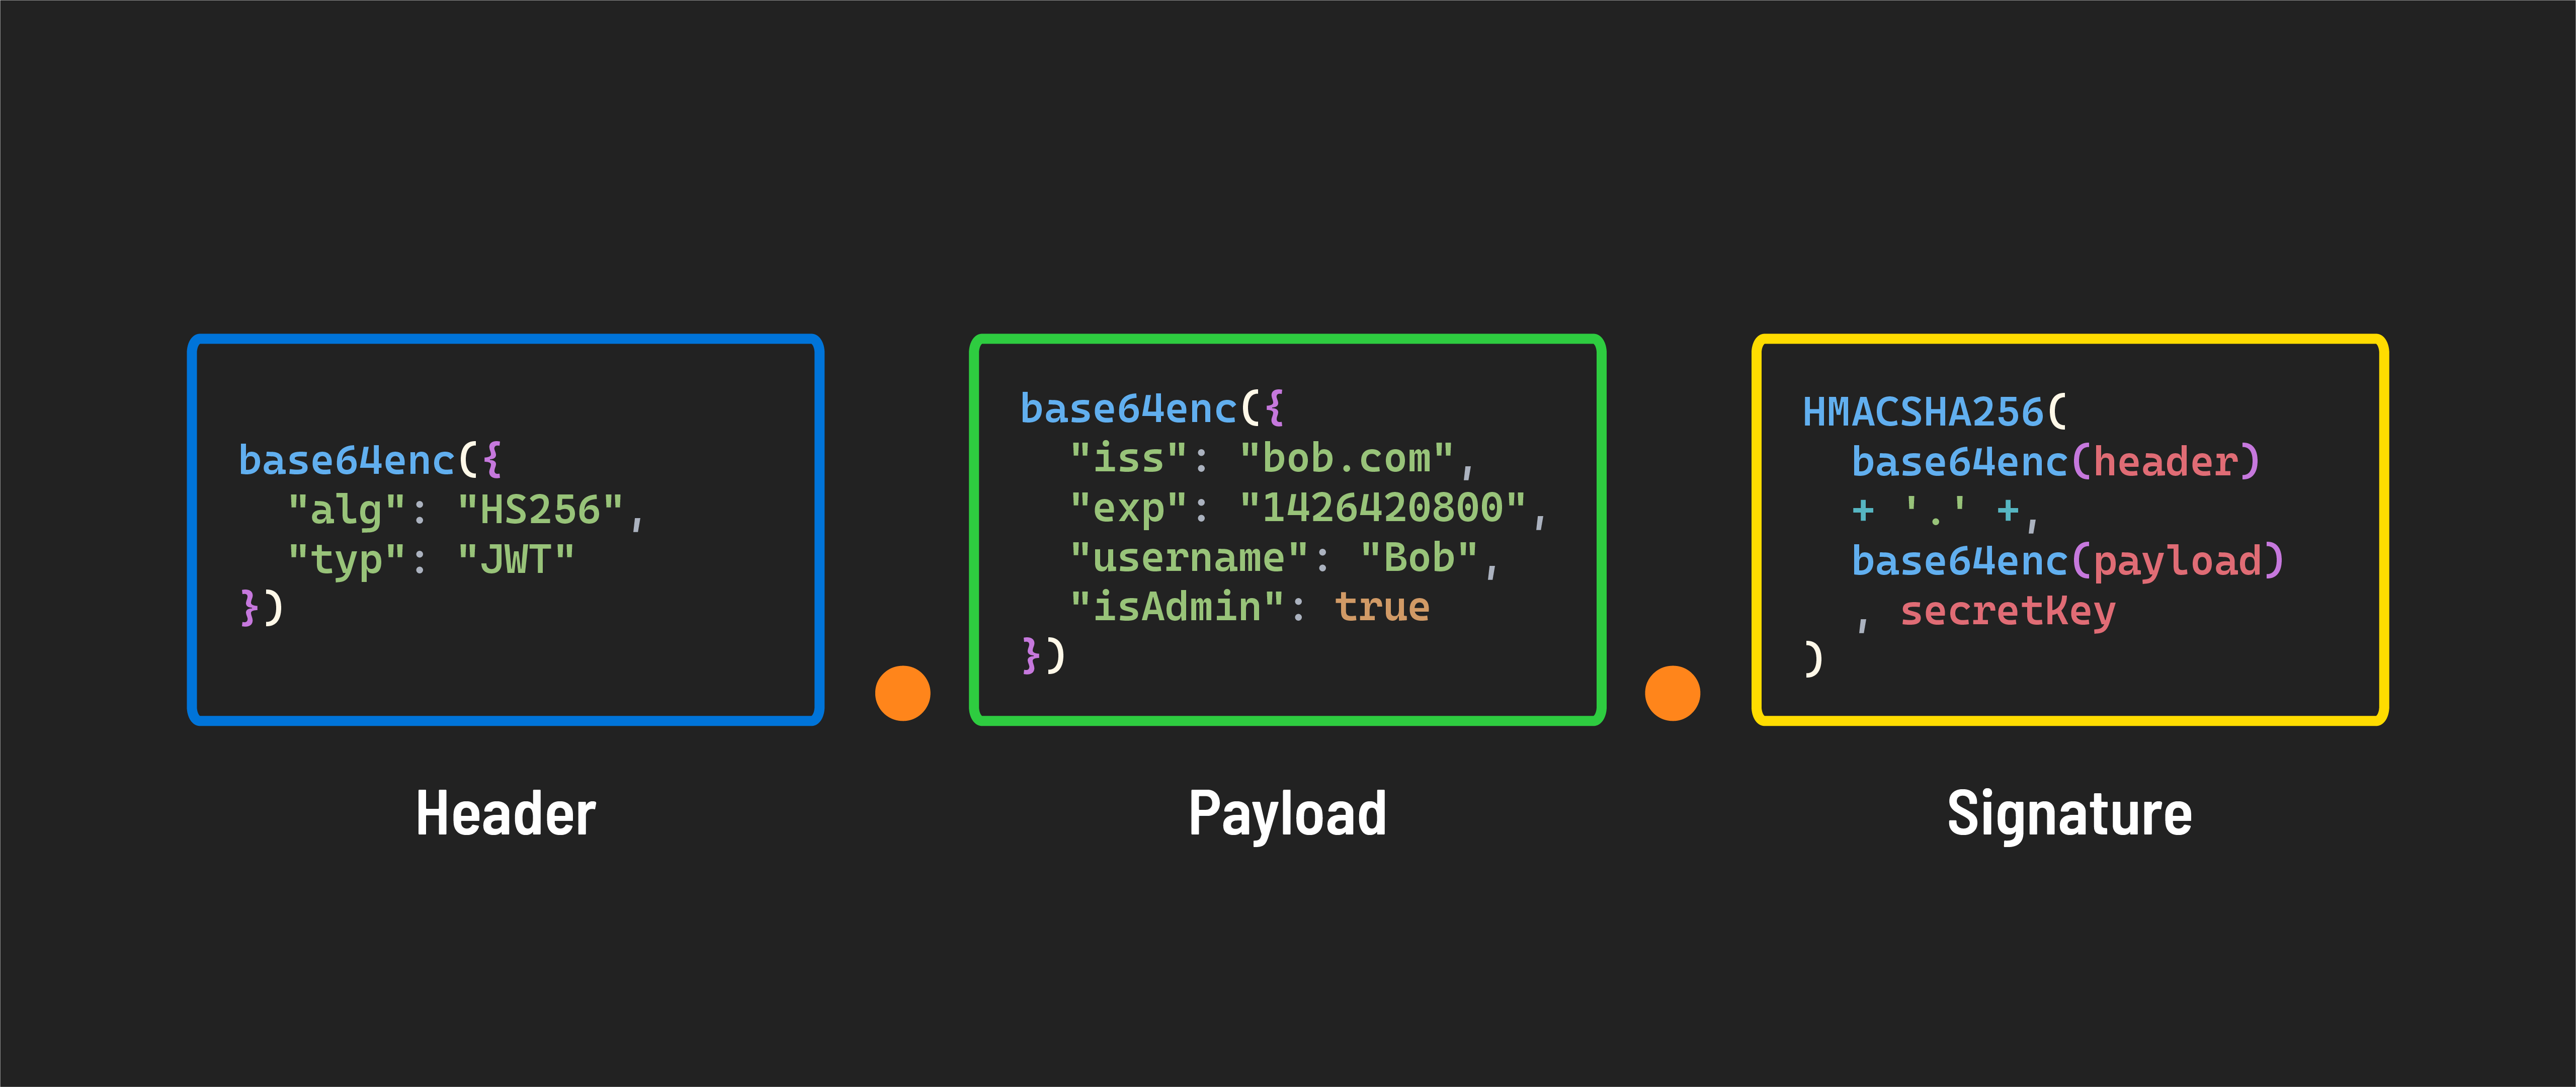 base64enc({
  "alg": "HS256",
  "typ": "JWT"
})
Header
base64enc({
  "iss": "bob.com",
  "exp": "1426420800",
  "username": "Bob",
  "isAdmin": true
})
Payload
HMACSHA256(
  base64enc(header)
  + '.' +,
  base64enc(payload)
  , secretKey
)
Signature